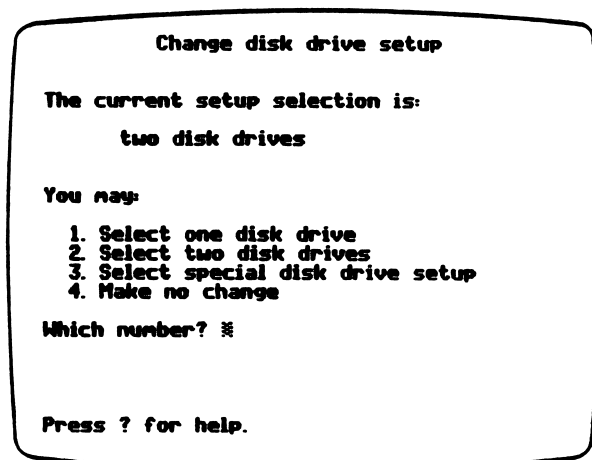 Change disk drive setup
The current setup selection is:
two disk drives
You may:
1. Select one disk drive
2. Select two disk drives
3. Select special disk drive setup
4. Make no change
Which number?
Press ? for help.